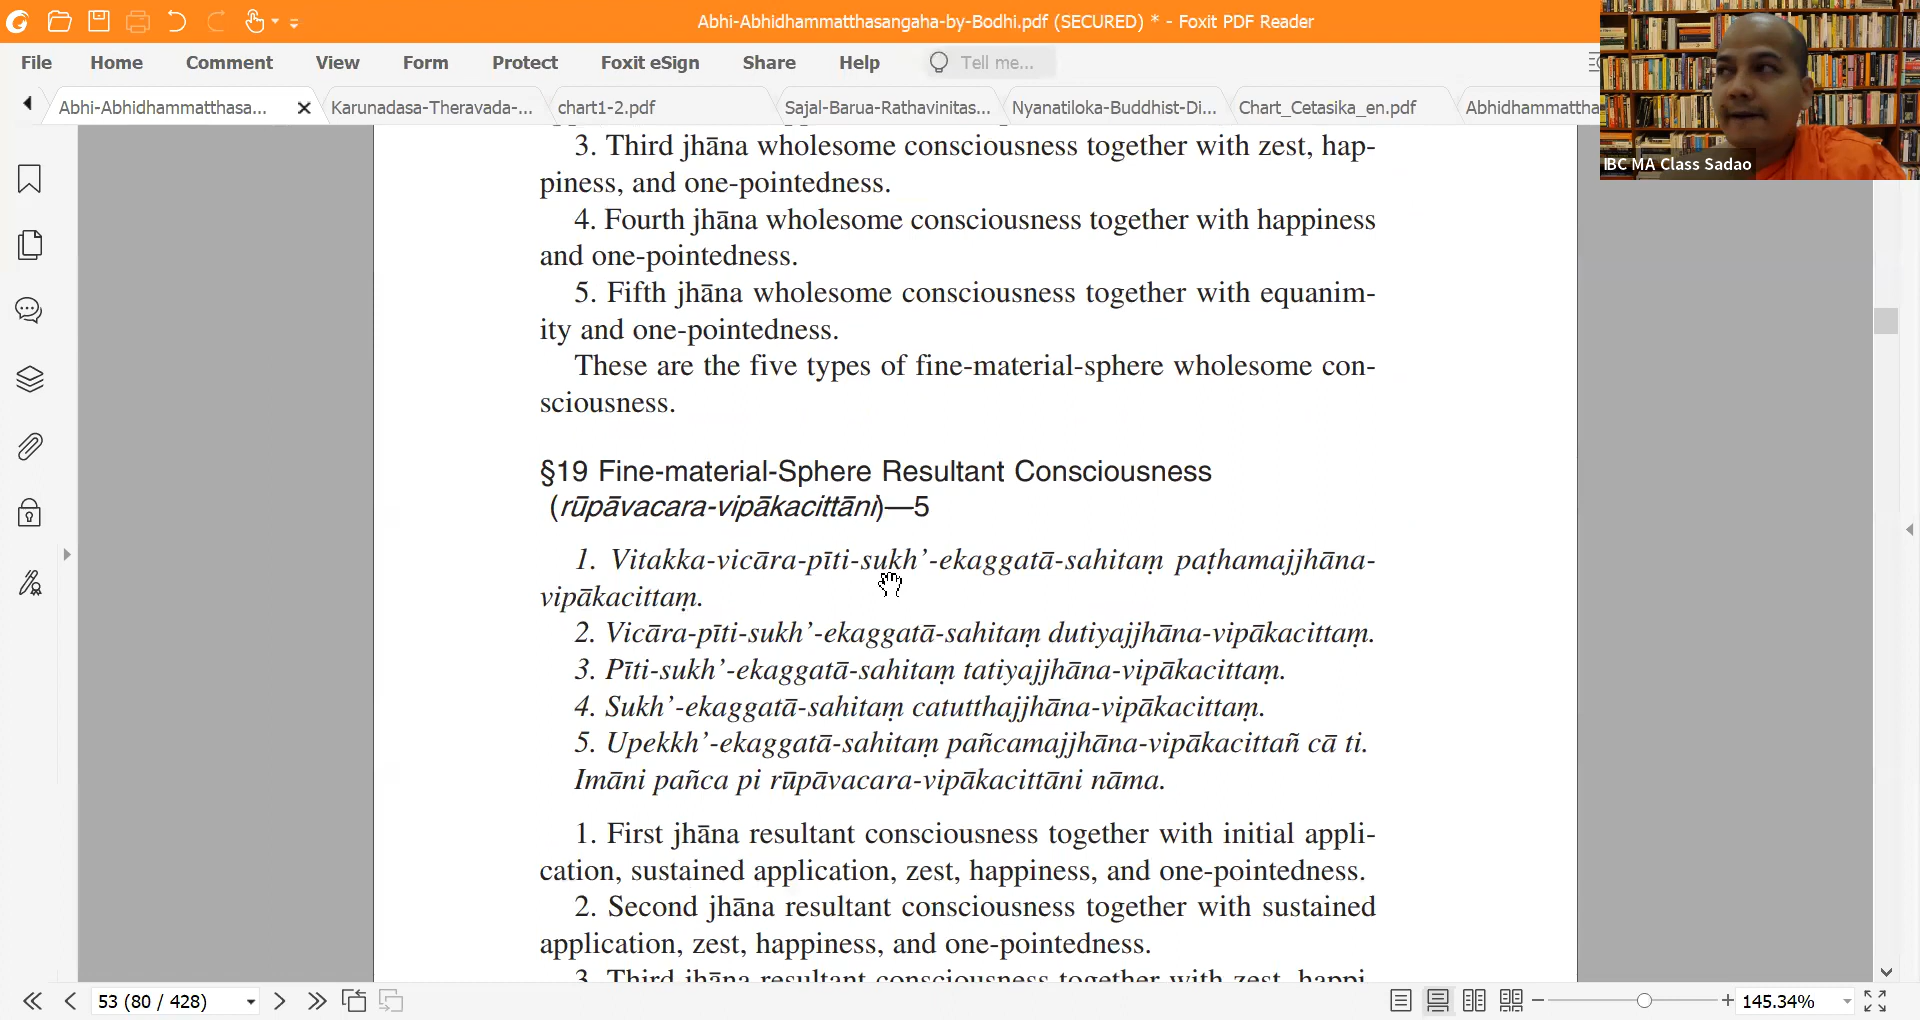 Abhi-Abhidhammatthasangaha-by-Bodhi.pdf (SECURED) * - Foxit PDF Reader
File Home Comment View Form Protect Foxit eSign Share Help Tell me...
Abhi-Abhidhammatthasa... Karunadasa-Theravada-... chart1-2.pdf Sajal-Barua-Rathavinitas... Nyanatiloka-Buddhist-Di... Chart_Cetasika_en.pdf Abhidhammattha
IBC MA Class Sadao
3. Third jhāna wholesome consciousness together with zest, hap-
piness, and one-pointedness.
4. Fourth jhāna wholesome consciousness together with happiness
and one-pointedness.
5. Fifth jhāna wholesome consciousness together with equanim-
ity and one-pointedness.
These are the five types of fine-material-sphere wholesome con-
sciousness.
§19 Fine-material-Sphere Resultant Consciousness
(rūpāvacara-vipākacittāni)—5
1. Vitakka-vicāra-pīti-sukh’-ekaggatā-sahitaṃ paṭhamajjhāna-
vipākacittaṃ.
2. Vicāra-pīti-sukh’-ekaggatā-sahitaṃ dutiyajjhāna-vipākacittaṃ.
3. Pīti-sukh’-ekaggatā-sahitaṃ tatiyajjhāna-vipākacittaṃ.
4. Sukh’-ekaggatā-sahitaṃ catutthajjhāna-vipākacittaṃ.
5. Upekkh’-ekaggatā-sahitaṃ pañcamajjhāna-vipākacittañ cā ti.
Imāni pañca pi rūpāvacara-vipākacittāni nāma.
1. First jhāna resultant consciousness together with initial appli-
cation, sustained application, zest, happiness, and one-pointedness.
2. Second jhāna resultant consciousness together with sustained
application, zest, happiness, and one-pointedness.
3. Third jhāna resultant consciousness together with zest, happi-
53 (80 / 428) 145.34%